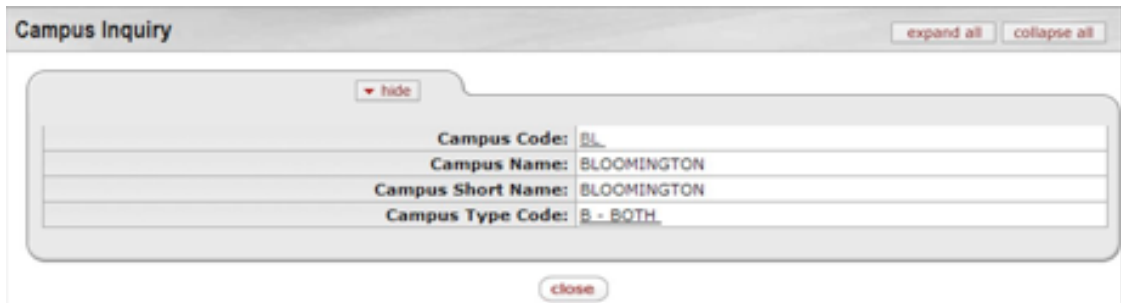 Campus Inquiry expand all collapse all
hide
Campus Code: BL
Campus Name: BLOOMINGTON
Campus Short Name: BLOOMINGTON
Campus Type Code: B - BOTH
close